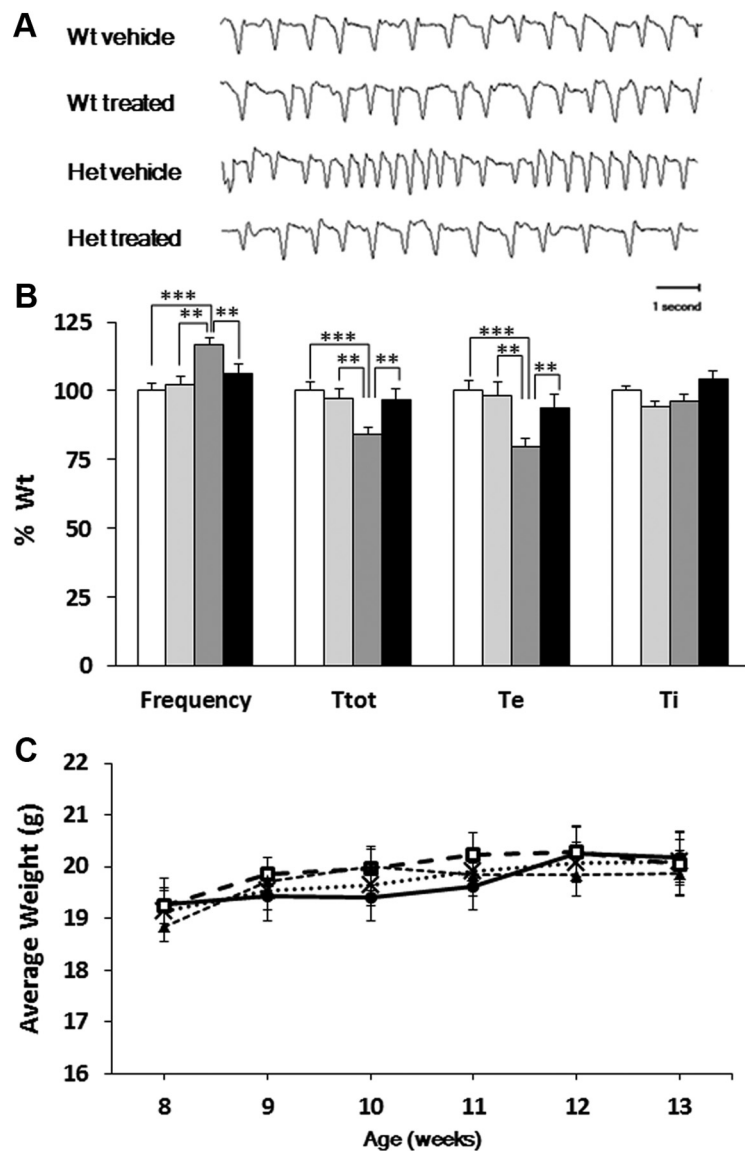 A
Wt vehicle
Wt treated
Het vehicle
Het treated
1 second
B
*** ** **
*** ** **
*** ** **
% Wt
125
100
75
50
25
0
Frequency Ttot Te Ti
C
Average Weight (g)
22
21
20
19
18
17
16
8 9 10 11 12 13
Age (weeks)